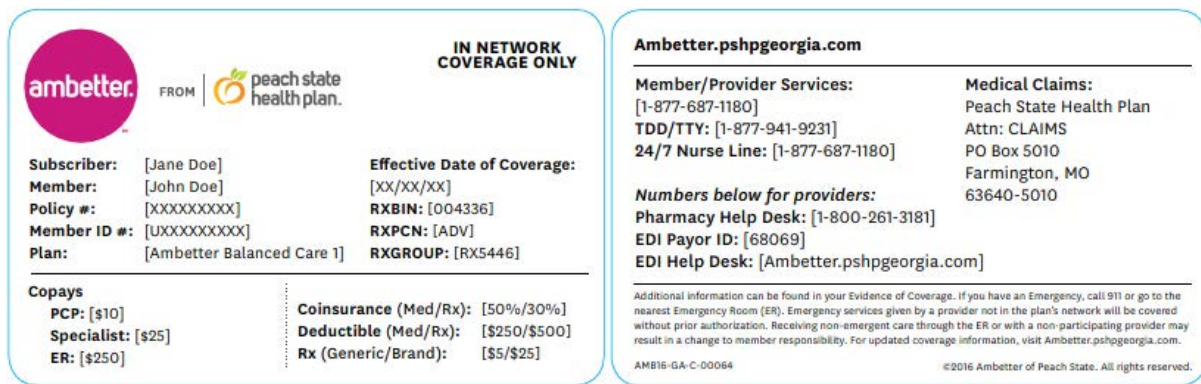 ambetter.
FROM
peach state
health plan.
IN NETWORK
COVERAGE ONLY
Subscriber: [Jane Doe]
Member: [John Doe]
Policy #: [XXXXXXXXX]
Member ID #: [UXXXXXXXXX]
Plan: [Ambetter Balanced Care 1]
Effective Date of Coverage:
[XX/XX/XX]
RXBIN: [004336]
RXPCN: [ADV]
RXGROUP: [RX5446]
Copays
PCP: [$10]
Specialist: [$25]
ER: [$250]
Coinsurance (Med/Rx): [50%/30%]
Deductible (Med/Rx): [$250/$500]
Rx (Generic/Brand): [$5/$25]
Ambetter.pshpgeorgia.com
Member/Provider Services:
[1-877-687-1180]
TDD/TTY: [1-877-941-9231]
24/7 Nurse Line: [1-877-687-1180]
Numbers below for providers:
Pharmacy Help Desk: [1-800-261-3181]
EDI Payor ID: [68069]
EDI Help Desk: [Ambetter.pshpgeorgia.com]
Medical Claims:
Peach State Health Plan
Attn: CLAIMS
PO Box 5010
Farmington, MO
63640-5010
Additional information can be found in your Evidence of Coverage. If you have an Emergency, call 911 or go to the
nearest Emergency Room (ER). Emergency services given by a provider not in the plan's network will be covered
without prior authorization. Receiving non-emergent care through the ER or with a non-participating provider may
result in a change to member responsibility. For updated coverage information, visit Ambetter.pshpgeorgia.com.
AMB16-GA-C-00064
©2016 Ambetter of Peach State. All rights reserved.